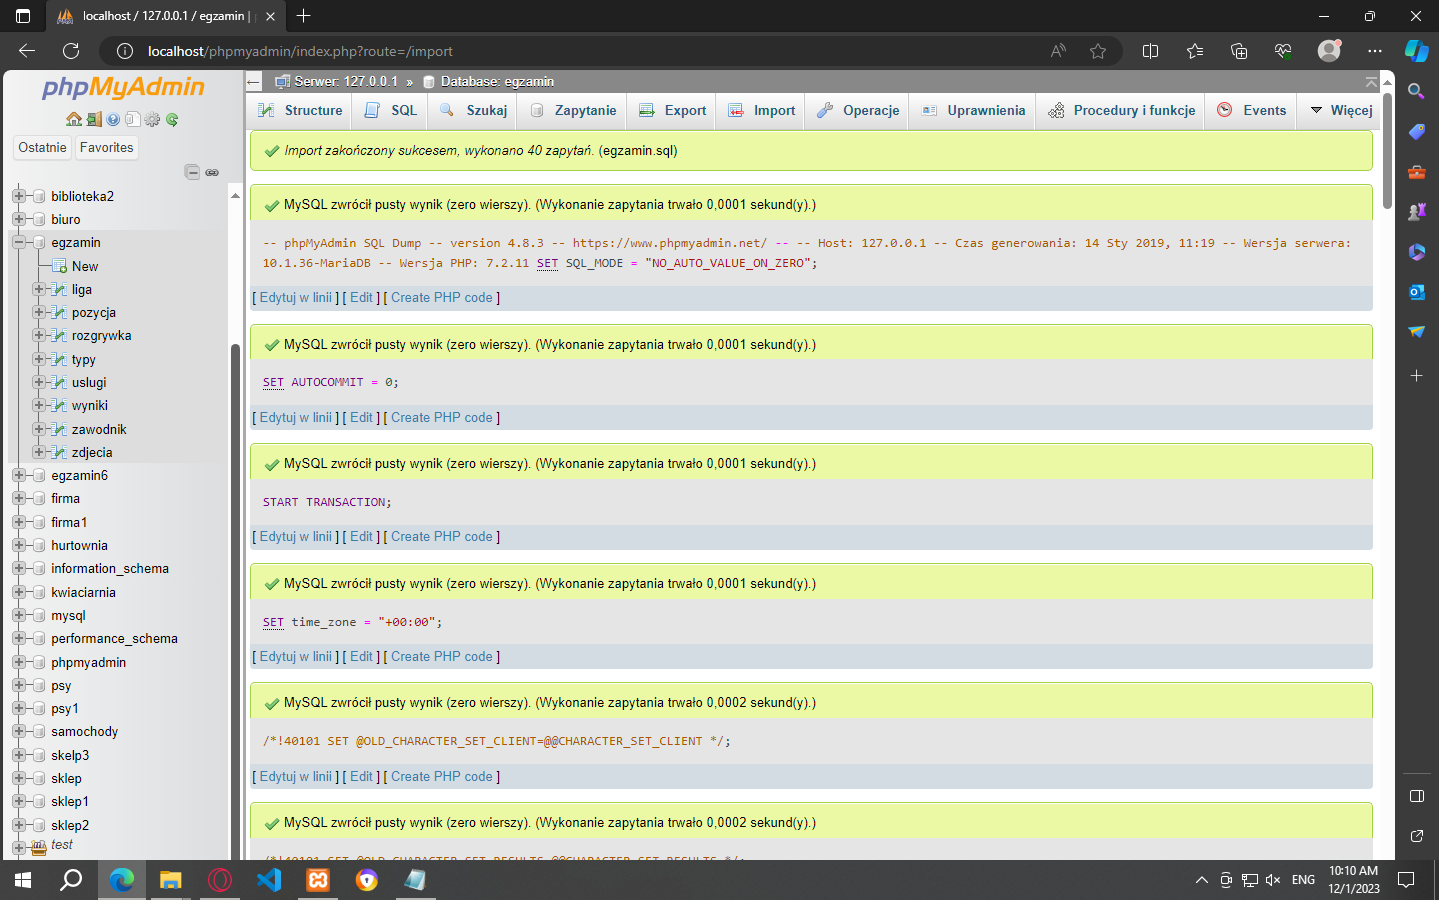 localhost / 127.0.0.1 / egzamin |
localhost/phpmyadmin/index.php?route=/import
phpMyAdmin
Ostatnie Favorites
biblioteka2
biuro
egzamin
New
liga
pozycja
rozgrywka
typy
uslugi
wyniki
zawodnik
zdjecia
egzamin6
firma
firma1
hurtownia
information_schema
kwiaciarnia
mysql
performance_schema
phpmyadmin
psy
psy1
samochody
skelp3
sklep
sklep1
sklep2
test
Serwer: 127.0.0.1 » Database: egzamin
Structure SQL Szukaj Zapytanie Export Import Operacje Uprawnienia Procedury i funkcje Events Więcej
Import zakończony sukcesem, wykonano 40 zapytań. (egzamin.sql)
MySQL zwrócił pusty wynik (zero wierszy). (Wykonanie zapytania trwało 0,0001 sekund(y).)
-- phpMyAdmin SQL Dump -- version 4.8.3 -- https://www.phpmyadmin.net/ -- -- Host: 127.0.0.1 -- Czas generowania: 14 Sty 2019, 11:19 -- Wersja serwera:
10.1.36-MariaDB -- Wersja PHP: 7.2.11 SET SQL_MODE = "NO_AUTO_VALUE_ON_ZERO";
[ Edytuj w linii ] [ Edit ] [ Create PHP code ]
MySQL zwrócił pusty wynik (zero wierszy). (Wykonanie zapytania trwało 0,0001 sekund(y).)
SET AUTOCOMMIT = 0;
[ Edytuj w linii ] [ Edit ] [ Create PHP code ]
MySQL zwrócił pusty wynik (zero wierszy). (Wykonanie zapytania trwało 0,0001 sekund(y).)
START TRANSACTION;
[ Edytuj w linii ] [ Edit ] [ Create PHP code ]
MySQL zwrócił pusty wynik (zero wierszy). (Wykonanie zapytania trwało 0,0001 sekund(y).)
SET time_zone = "+00:00";
[ Edytuj w linii ] [ Edit ] [ Create PHP code ]
MySQL zwrócił pusty wynik (zero wierszy). (Wykonanie zapytania trwało 0,0002 sekund(y).)
/*!40101 SET @OLD_CHARACTER_SET_CLIENT=@@CHARACTER_SET_CLIENT */;
[ Edytuj w linii ] [ Edit ] [ Create PHP code ]
MySQL zwrócił pusty wynik (zero wierszy). (Wykonanie zapytania trwało 0,0002 sekund(y).)
/*!40101 SET @OLD_CHARACTER_SET_RESULTS=@@CHARACTER_SET_RESULTS */;
ENG
10:10 AM
12/1/2023